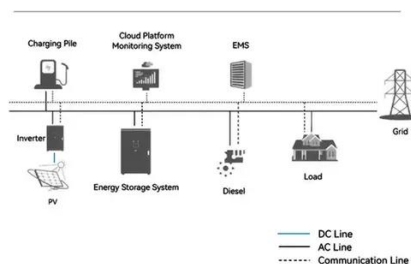 Charging Pile
Cloud Platform
Monitoring System
EMS
Grid
Inverter
PV
Energy Storage System
Diesel
Load
DC Line
AC Line
Communication Line